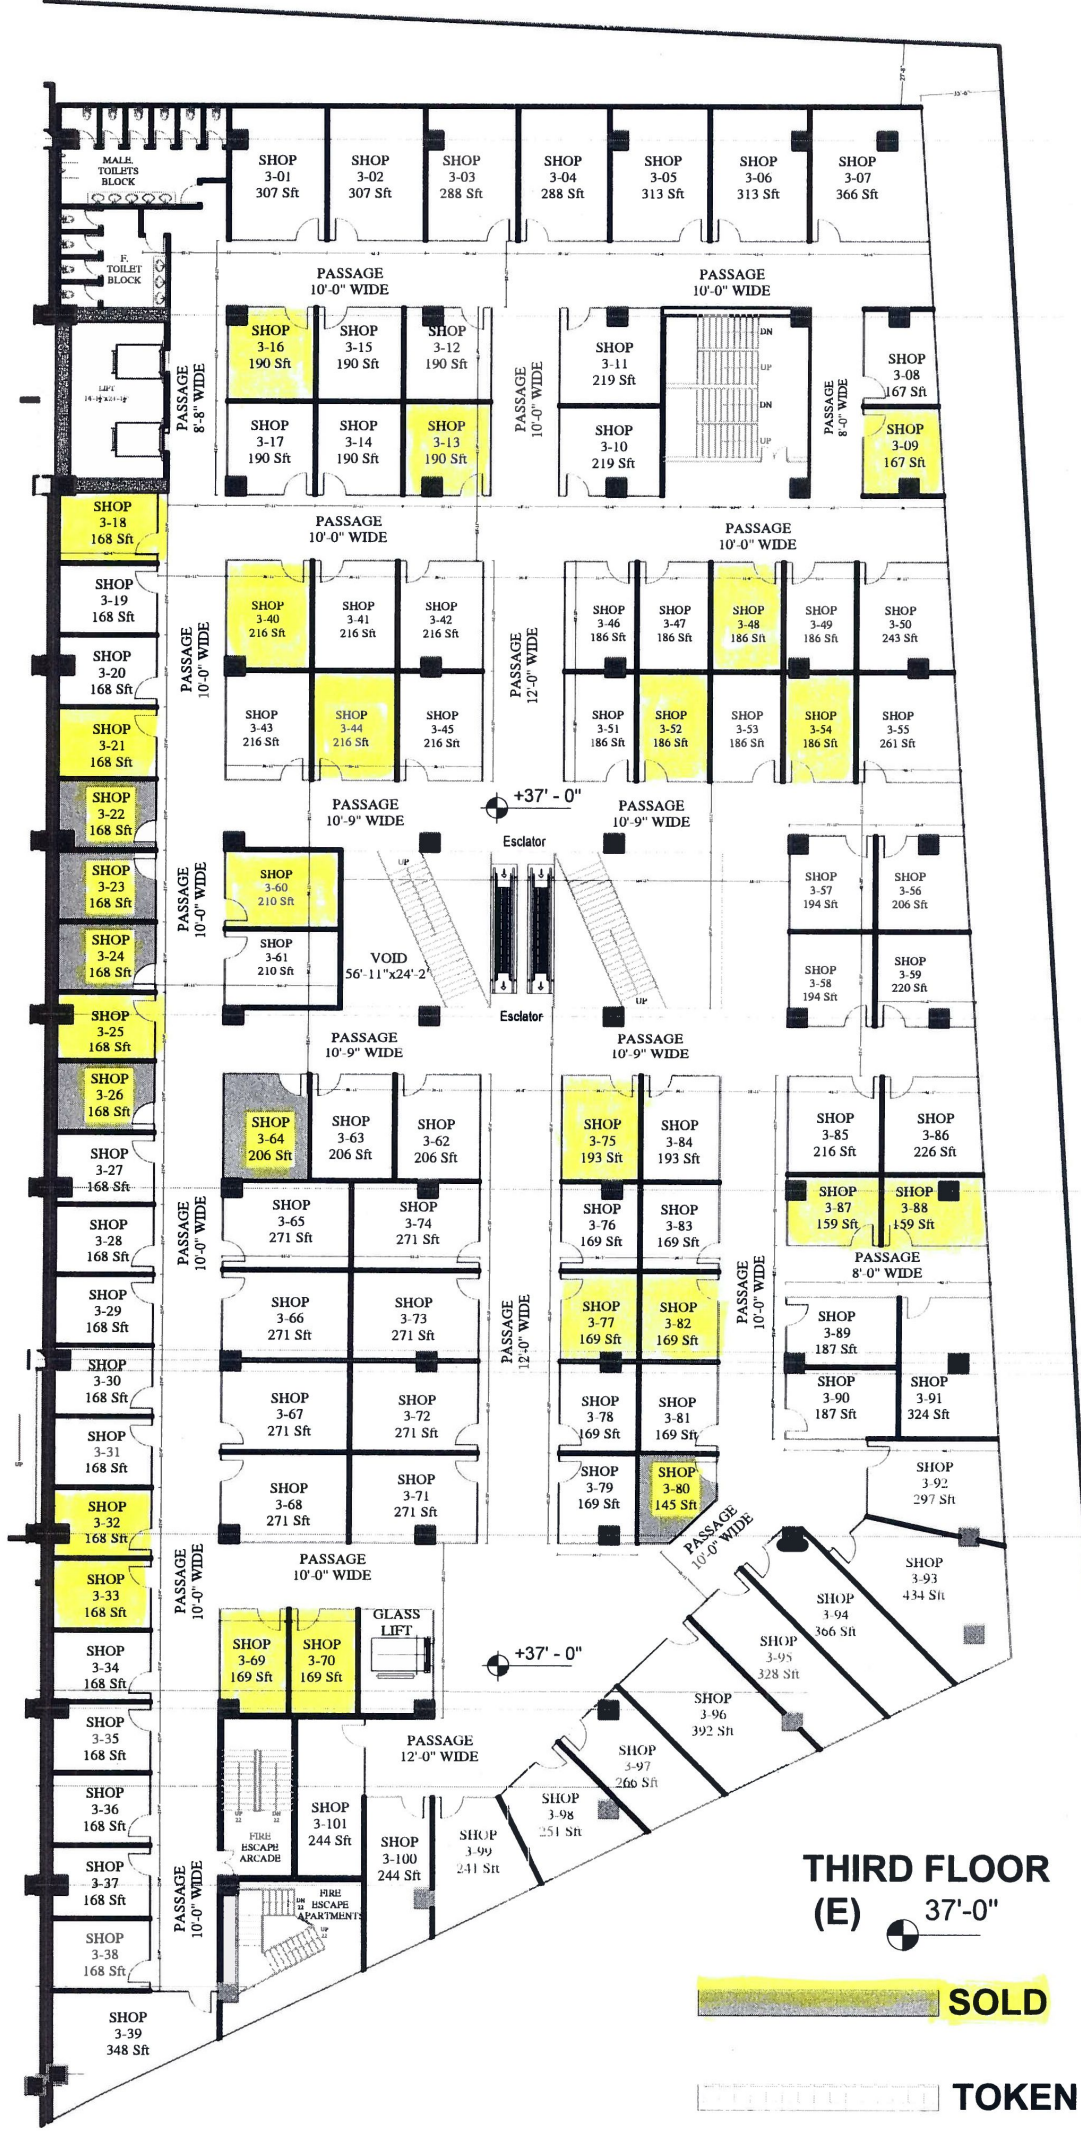 MALE
TOILETS
BLOCK
SHOP
3-01
307 Sft
SHOP
3-02
307 Sft
SHOP
3-03
288 Sft
SHOP
3-04
288 Sft
SHOP
3-05
313 Sft
SHOP
3-06
313 Sft
SHOP
3-07
366 Sft
F.
TOILET
BLOCK
PASSAGE
10'-0" WIDE
PASSAGE
10'-0" WIDE
LIFT
PASSAGE
8'-8" WIDE
SHOP
3-16
190 Sft
SHOP
3-15
190 Sft
SHOP
3-12
190 Sft
PASSAGE
10'-0" WIDE
SHOP
3-11
219 Sft
DN
UP
DN
UP
PASSAGE
8'-0" WIDE
SHOP
3-08
167 Sft
SHOP
3-17
190 Sft
SHOP
3-14
190 Sft
SHOP
3-13
190 Sft
SHOP
3-10
219 Sft
SHOP
3-09
167 Sft
SHOP
3-18
168 Sft
PASSAGE
10'-0" WIDE
PASSAGE
10'-0" WIDE
SHOP
3-19
168 Sft
SHOP
3-40
216 Sft
SHOP
3-41
216 Sft
SHOP
3-42
216 Sft
SHOP
3-46
186 Sft
SHOP
3-47
186 Sft
SHOP
3-48
186 Sft
SHOP
3-49
186 Sft
SHOP
3-50
243 Sft
SHOP
3-20
168 Sft
PASSAGE
10'-0" WIDE
PASSAGE
12'-0" WIDE
SHOP
3-21
168 Sft
SHOP
3-43
216 Sft
SHOP
3-44
216 Sft
SHOP
3-45
216 Sft
SHOP
3-51
186 Sft
SHOP
3-52
186 Sft
SHOP
3-53
186 Sft
SHOP
3-54
186 Sft
SHOP
3-55
261 Sft
SHOP
3-22
168 Sft
PASSAGE
10'-9" WIDE
+37' - 0"
PASSAGE
10'-9" WIDE
Esclator
SHOP
3-23
168 Sft
PASSAGE
10'-0" WIDE
SHOP
3-60
210 Sft
UP
SHOP
3-57
194 Sft
SHOP
3-56
206 Sft
SHOP
3-24
168 Sft
SHOP
3-61
210 Sft
VOID
56'-11"x24'-2"
SHOP
3-58
194 Sft
SHOP
3-59
220 Sft
UP
Esclator
SHOP
3-25
168 Sft
PASSAGE
10'-9" WIDE
PASSAGE
10'-9" WIDE
SHOP
3-26
168 Sft
SHOP
3-64
206 Sft
SHOP
3-63
206 Sft
SHOP
3-62
206 Sft
SHOP
3-75
193 Sft
SHOP
3-84
193 Sft
SHOP
3-85
216 Sft
SHOP
3-86
226 Sft
SHOP
3-27
168 Sft
SHOP
3-65
271 Sft
SHOP
3-74
271 Sft
SHOP
3-76
169 Sft
SHOP
3-83
169 Sft
SHOP
3-87
159 Sft
SHOP
3-88
159 Sft
SHOP
3-28
168 Sft
PASSAGE
10'-0" WIDE
PASSAGE
8'-0" WIDE
SHOP
3-29
168 Sft
SHOP
3-66
271 Sft
SHOP
3-73
271 Sft
PASSAGE
12'-0" WIDE
SHOP
3-77
169 Sft
SHOP
3-82
169 Sft
PASSAGE
10'-0" WIDE
SHOP
3-89
187 Sft
SHOP
3-30
168 Sft
SHOP
3-67
271 Sft
SHOP
3-72
271 Sft
SHOP
3-78
169 Sft
SHOP
3-81
169 Sft
SHOP
3-90
187 Sft
SHOP
3-91
324 Sft
SHOP
3-31
168 Sft
UP
SHOP
3-68
271 Sft
SHOP
3-71
271 Sft
SHOP
3-79
169 Sft
SHOP
3-80
145 Sft
SHOP
3-92
297 Sft
SHOP
3-32
168 Sft
PASSAGE
10'-0" WIDE
SHOP
3-33
168 Sft
PASSAGE
10'-0" WIDE
PASSAGE
10'-0" WIDE
SHOP
3-93
434 Sft
SHOP
3-94
366 Sft
SHOP
3-34
168 Sft
SHOP
3-69
169 Sft
SHOP
3-70
169 Sft
GLASS
LIFT
+37' - 0"
SHOP
3-95
328 Sft
SHOP
3-96
392 Sft
SHOP
3-35
168 Sft
PASSAGE
12'-0" WIDE
SHOP
3-97
266 Sft
SHOP
3-36
168 Sft
UP
22
DN
22
FIRE
ESCAPE
ARCADE
SHOP
3-101
244 Sft
SHOP
3-100
244 Sft
SHOP
3-99
241 Sft
SHOP
3-98
251 Sft
SHOP
3-37
168 Sft
PASSAGE
10'-0" WIDE
DN
22
FIRE
ESCAPE
APARTMENTS
UP
22
SHOP
3-38
168 Sft
SHOP
3-39
348 Sft
THIRD FLOOR
(E) 37'-0"
SOLD
TOKEN